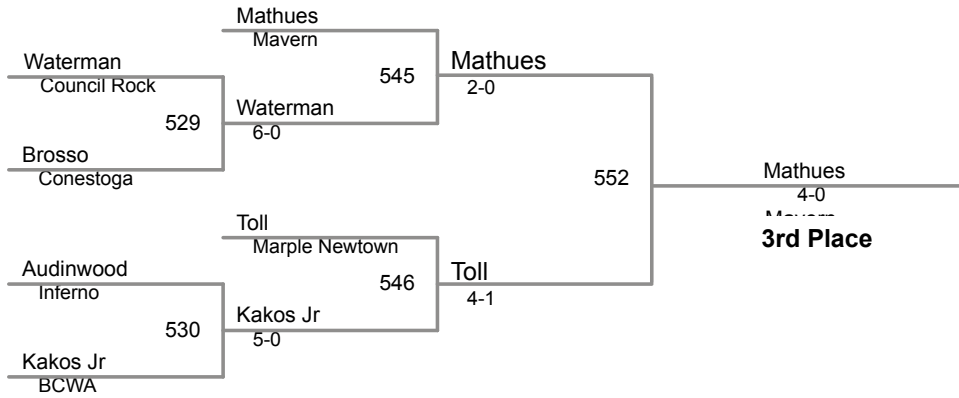 Mathues
Mavern
Waterman
Council Rock
545
Mathues
2-0
529
Waterman
6-0
Brosso
Conestoga
552
Mathues
4-0
Mavern
3rd Place
Toll
Marple Newtown
Audinwood
Inferno
546
Toll
4-1
530
Kakos Jr
5-0
Kakos Jr
BCWA